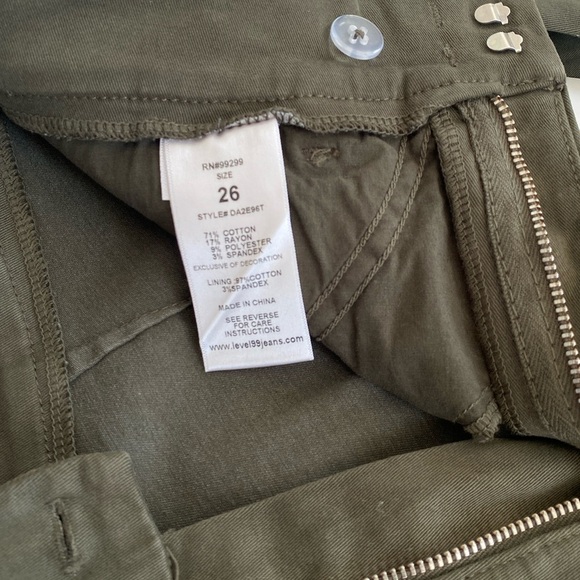 RN#99299
SIZE
26
STYLE# DA2E96T
71% COTTON
17% RAYON
9% POLYESTER
3% SPANDEX
EXCLUSIVE OF DECORATION
LINING :97%COTTON
3%SPANDEX
MADE IN CHINA
SEE REVERSE
FOR CARE
INSTRUCTIONS
www.level99jeans.com